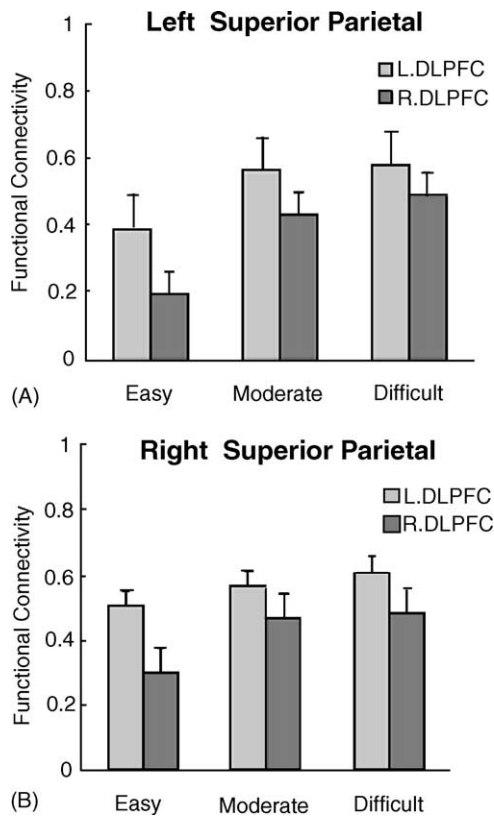 Left Superior Parietal
1
L.DLPFC
R.DLPFC
0.8
0.6
0.4
0.2
0
Functional Connectivity
Easy Moderate Difficult
(A)
Right Superior Parietal
1
L.DLPFC
R.DLPFC
0.8
0.6
0.4
0.2
0
Functional Connectivity
Easy Moderate Difficult
(B)